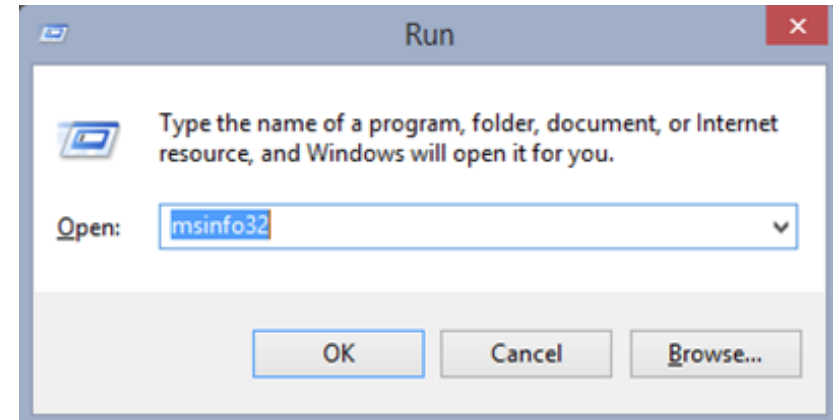 Run
Type the name of a program, folder, document, or Internet
resource, and Windows will open it for you.
Open: msinfo32
OK Cancel Browse...